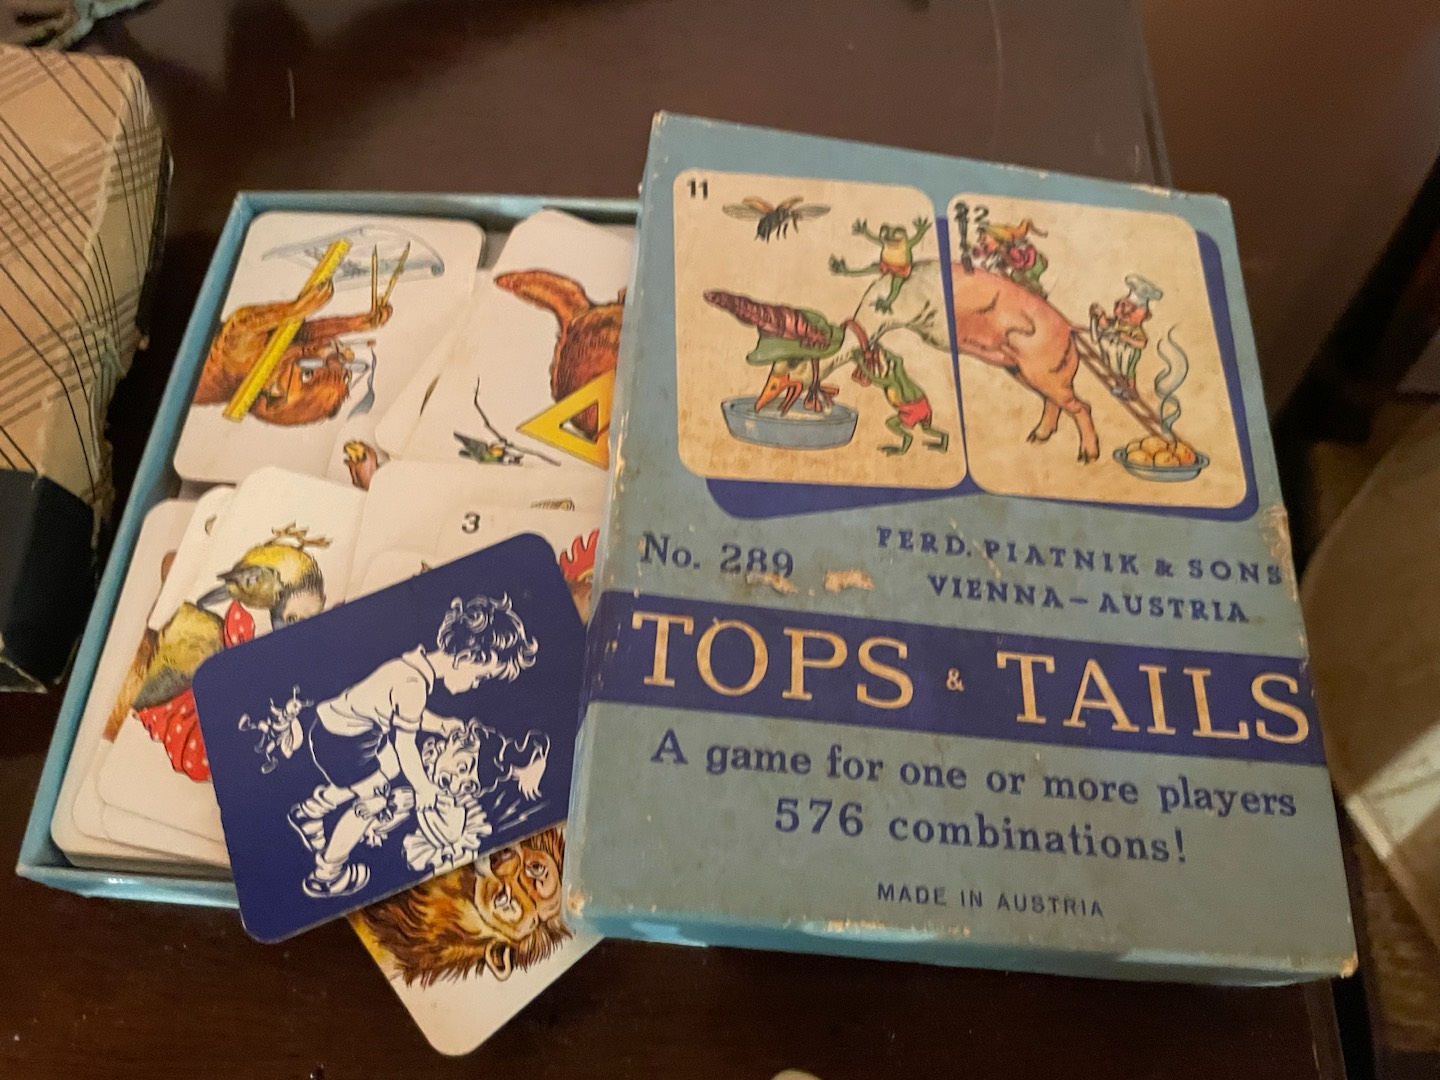 11
22
3
No. 289
FERD. PIATNIK & SONS
VIENNA – AUSTRIA
TOPS & TAILS
A game for one or more players
576 combinations!
MADE IN AUSTRIA